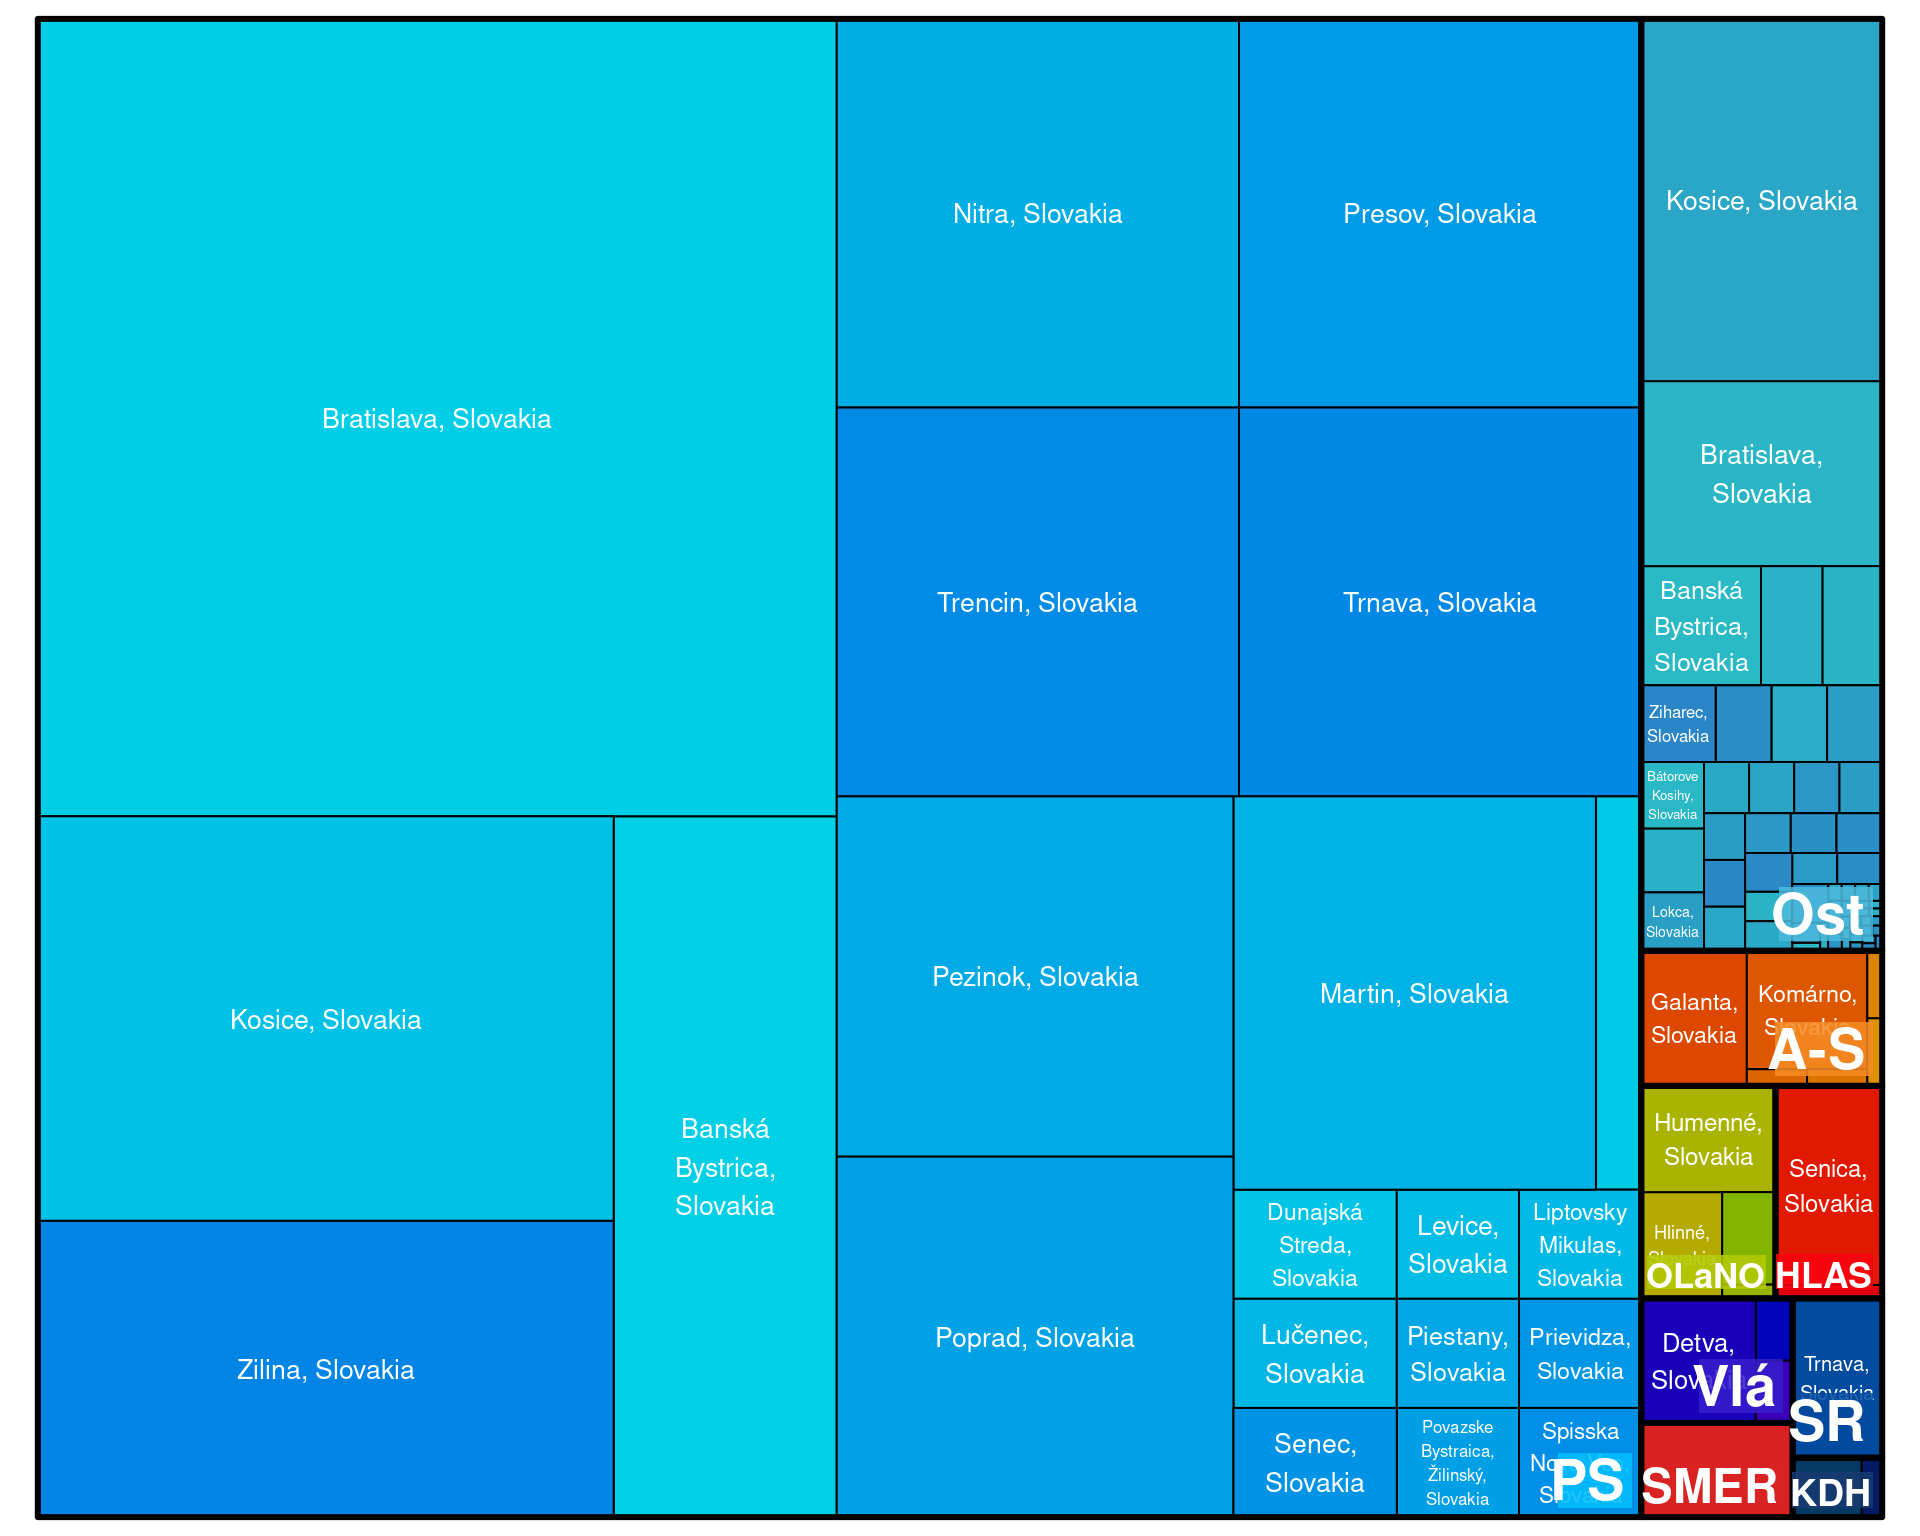 Bratislava, Slovakia
Kosice, Slovakia
Zilina, Slovakia
Banská
Bystrica,
Slovakia
Nitra, Slovakia
Presov, Slovakia
Trencin, Slovakia
Trnava, Slovakia
Pezinok, Slovakia
Poprad, Slovakia
Martin, Slovakia
Dunajská
Streda,
Slovakia
Levice,
Slovakia
Liptovsky
Mikulas,
Slovakia
Lučenec,
Slovakia
Piestany,
Slovakia
Prievidza,
Slovakia
Senec,
Slovakia
Povazske
Bystraica,
Žilinský,
Slovakia
Spisska
PS
Kosice, Slovakia
Bratislava,
Slovakia
Banská
Bystrica,
Slovakia
Ziharec,
Slovakia
Bátorove
Kosihy,
Slovakia
Lokca,
Slovakia
Ost
Galanta,
Slovakia
Komárno,
Slovakia
A-S
Humenné,
Slovakia
Hlinné,
Slovakia
OLaNO
Senica,
Slovakia
HLAS
Detva,
Slovakia
Vlá
Trnava,
Slovakia
SR
SMER
KDH